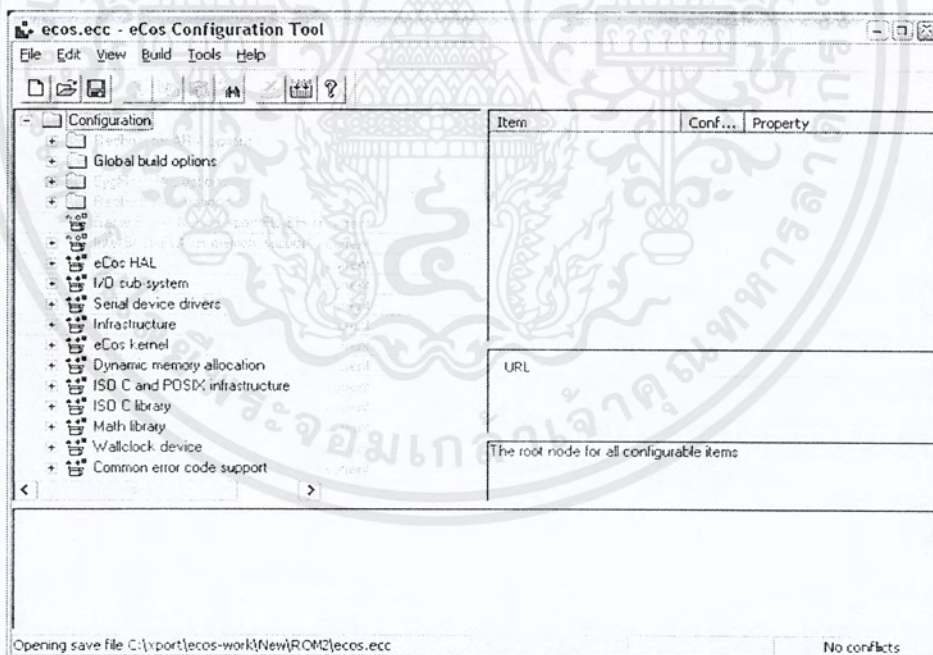 ecos.ecc - eCos Configuration Tool
File Edit View Build Tools Help
Configuration
Global build options
eCos HAL
I/O sub-system
Serial device drivers
Infrastructure
eCos kernel
Dynamic memory allocation
ISO C and POSIX infrastructure
ISO C library
Math library
Wallclock device
Common error code support
Item Conf... Property
URL
The root node for all configurable items
Opening save file C:\xport\ecos-work\New\ROM2\ecos.ecc
No conflicts